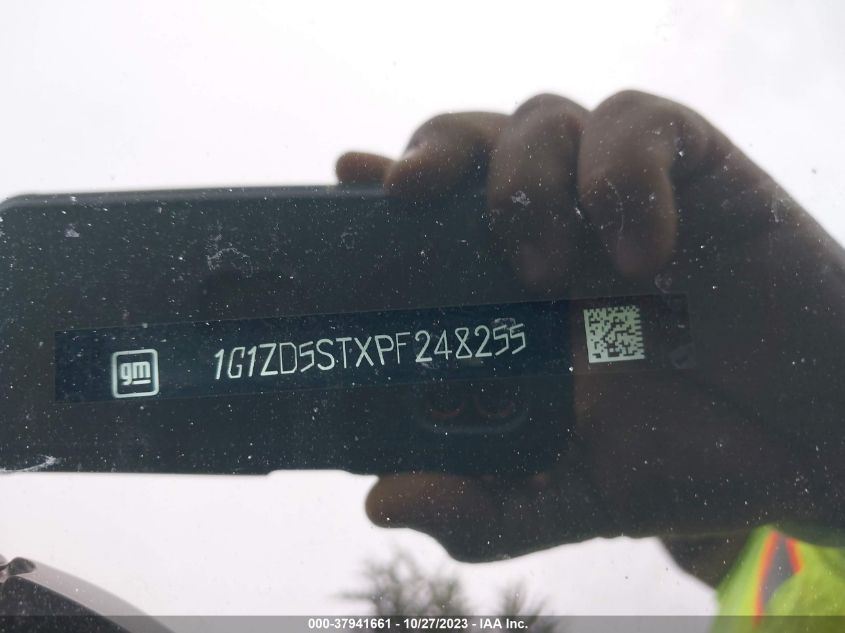 gm 1G1ZD5STXPF248255
000-37941661 / 10/27/2023 - IAA Inc.